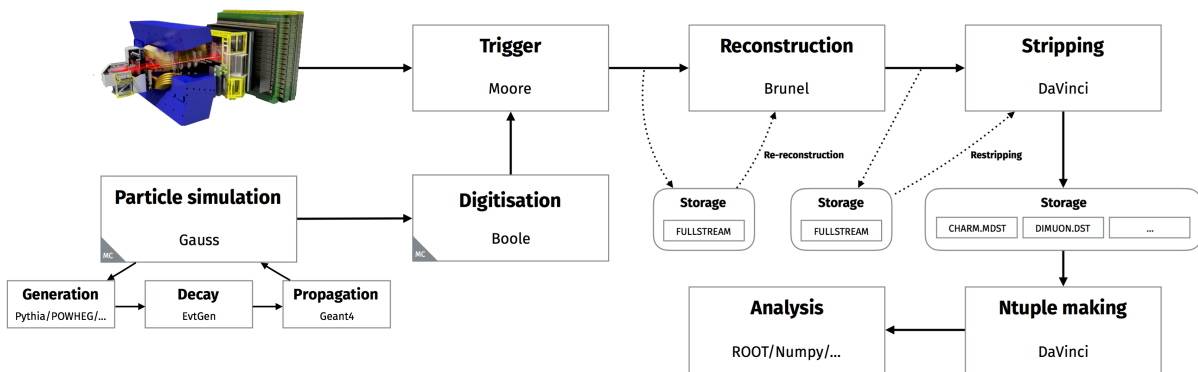 Trigger
Moore
Reconstruction
Brunel
Stripping
DaVinci
Re-reconstruction
Restripping
Particle simulation
Gauss
MC
Digitisation
Boole
MC
Storage
FULLSTREAM
Storage
FULLSTREAM
Storage
CHARM.MDST
DIMUON.DST
...
Generation
Pythia/POWHEG/...
Decay
EvtGen
Propagation
Geant4
Analysis
ROOT/Numpy/...
Ntuple making
DaVinci